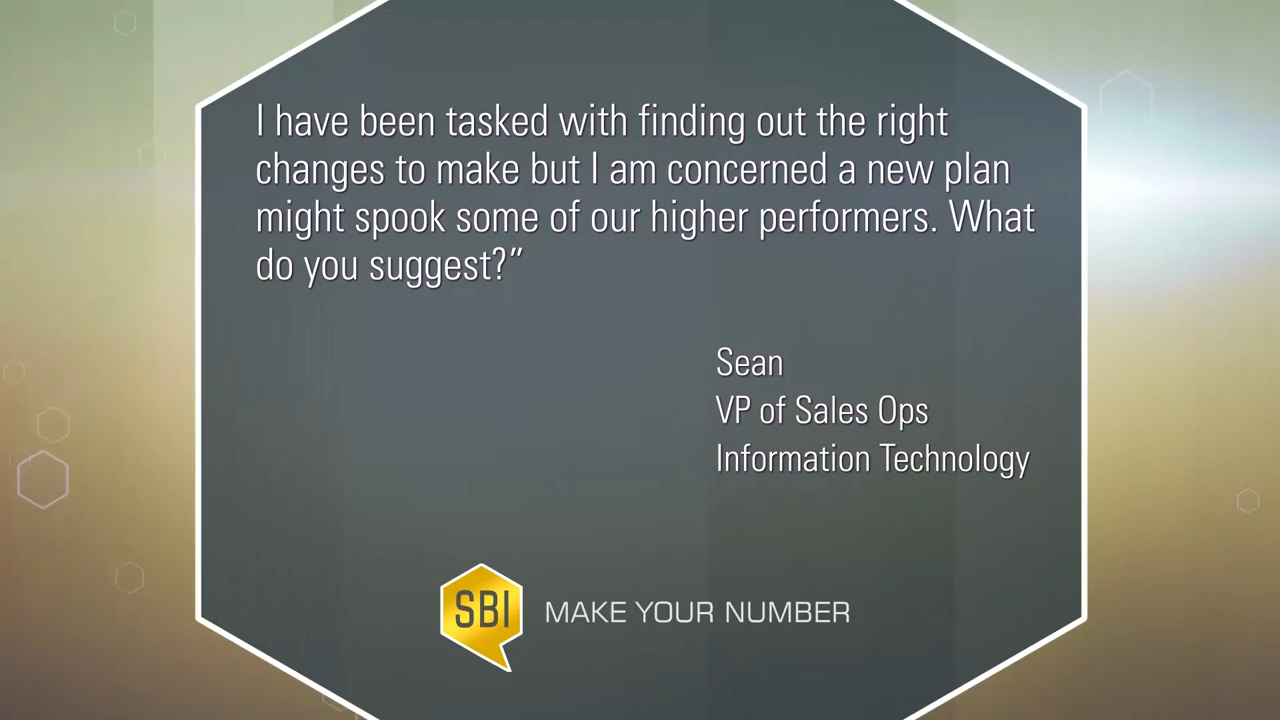 I have been tasked with finding out the right
changes to make but I am concerned a new plan
might spook some of our higher performers. What
do you suggest?”
Sean
VP of Sales Ops
Information Technology
SBI
MAKE YOUR NUMBER